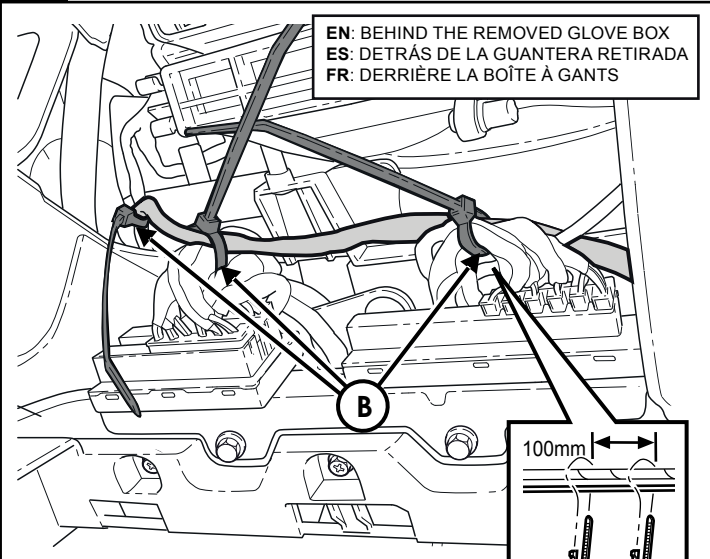 EN: BEHIND THE REMOVED GLOVE BOX
ES: DETRÁS DE LA GUANTERA RETIRADA
FR: DERRIÈRE LA BOÎTE À GANTS
B
100mm